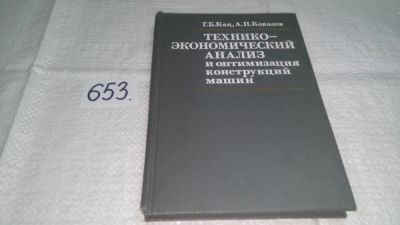 653.
Г.Б.Кац, А.П.Ковалев
ТЕХНИКО-
ЭКОНОМИЧЕСКИЙ
АНАЛИЗ
и оптимизация
конструкций
машин